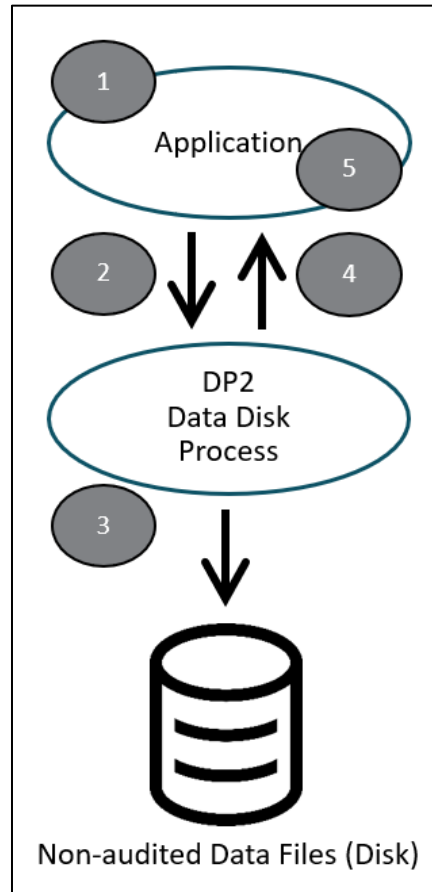 1
Application
5
2
4
DP2
Data Disk
Process
3
Non-audited Data Files (Disk)